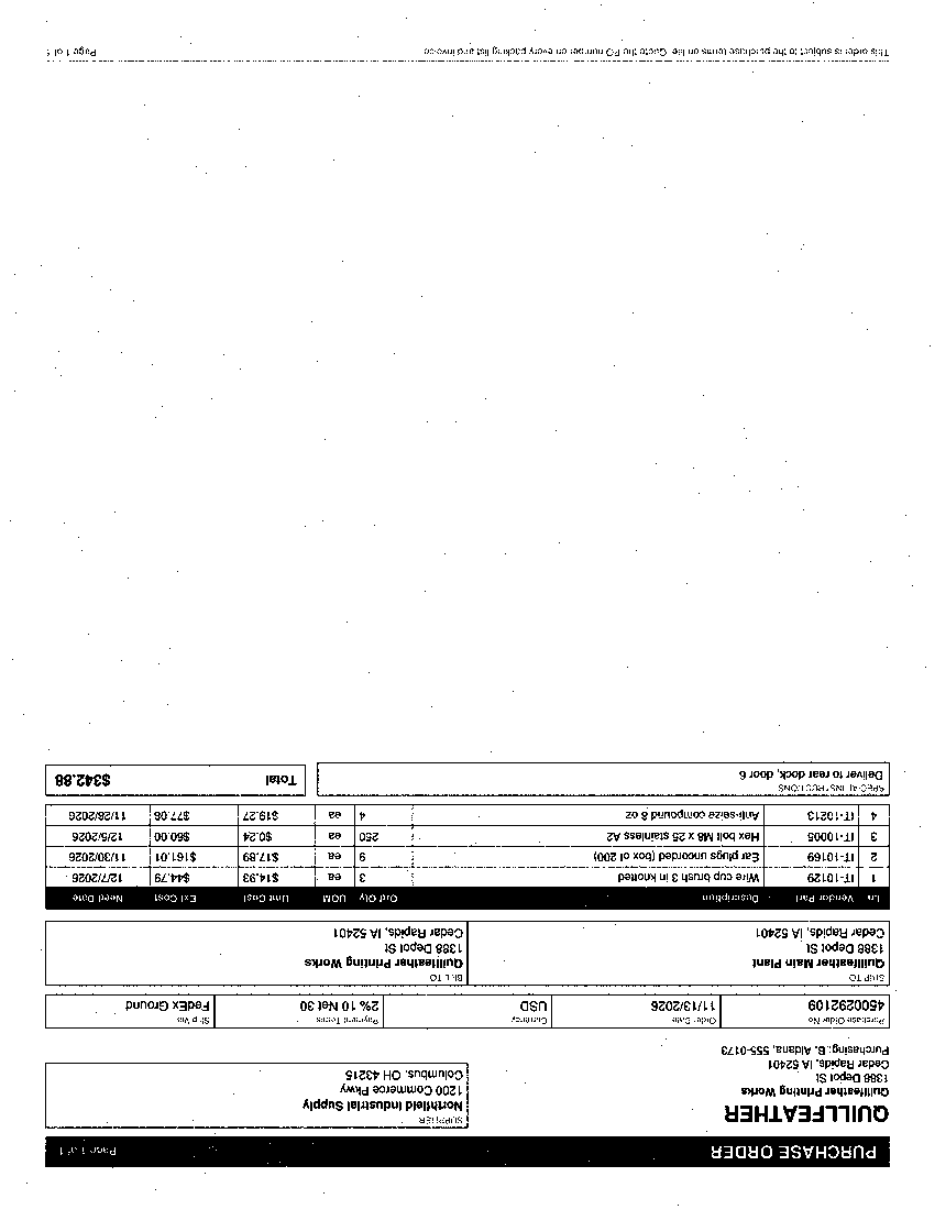 PURCHASE ORDER
Page 1 of 1
QUILLFEATHER
Quillfeather Printing Works
1388 Depot St
Cedar Rapids, IA 52401
Purchasing: B. Aldana, 555-0173
SUPPLIER
Northfield Industrial Supply
1200 Commerce Pkwy
Columbus, OH 43215
Purchase Order No Order Date Currency Payment Terms Ship Via
4500292109 11/13/2026 USD 2% 10 Net 30 FedEx Ground
SHIP TO
Quillfeather Main Plant
1388 Depot St
Cedar Rapids, IA 52401
BILL TO
Quillfeather Printing Works
1388 Depot St
Cedar Rapids, IA 52401
Ln Vendor Part Description Ord Qty UOM Unit Cost Ext Cost Need Date
1 IT-10129 Wire cup brush 3 in knotted 3 ea $14.93 $44.79 12/7/2026
2 IT-10169 Ear plugs uncorded (box of 200) 9 ea $17.89 $161.01 11/30/2026
3 IT-10005 Hex bolt M8 x 25 stainless A2 250 ea $0.24 $60.00 12/5/2026
4 IT-10213 Anti-seize compound 8 oz 4 ea $19.27 $77.08 11/28/2026
SPECIAL INSTRUCTIONS
Deliver to rear dock, door 6
Total $342.88
This order is subject to the purchase terms on file. Quote the PO number on every packing list and invoice.
Page 1 of 1